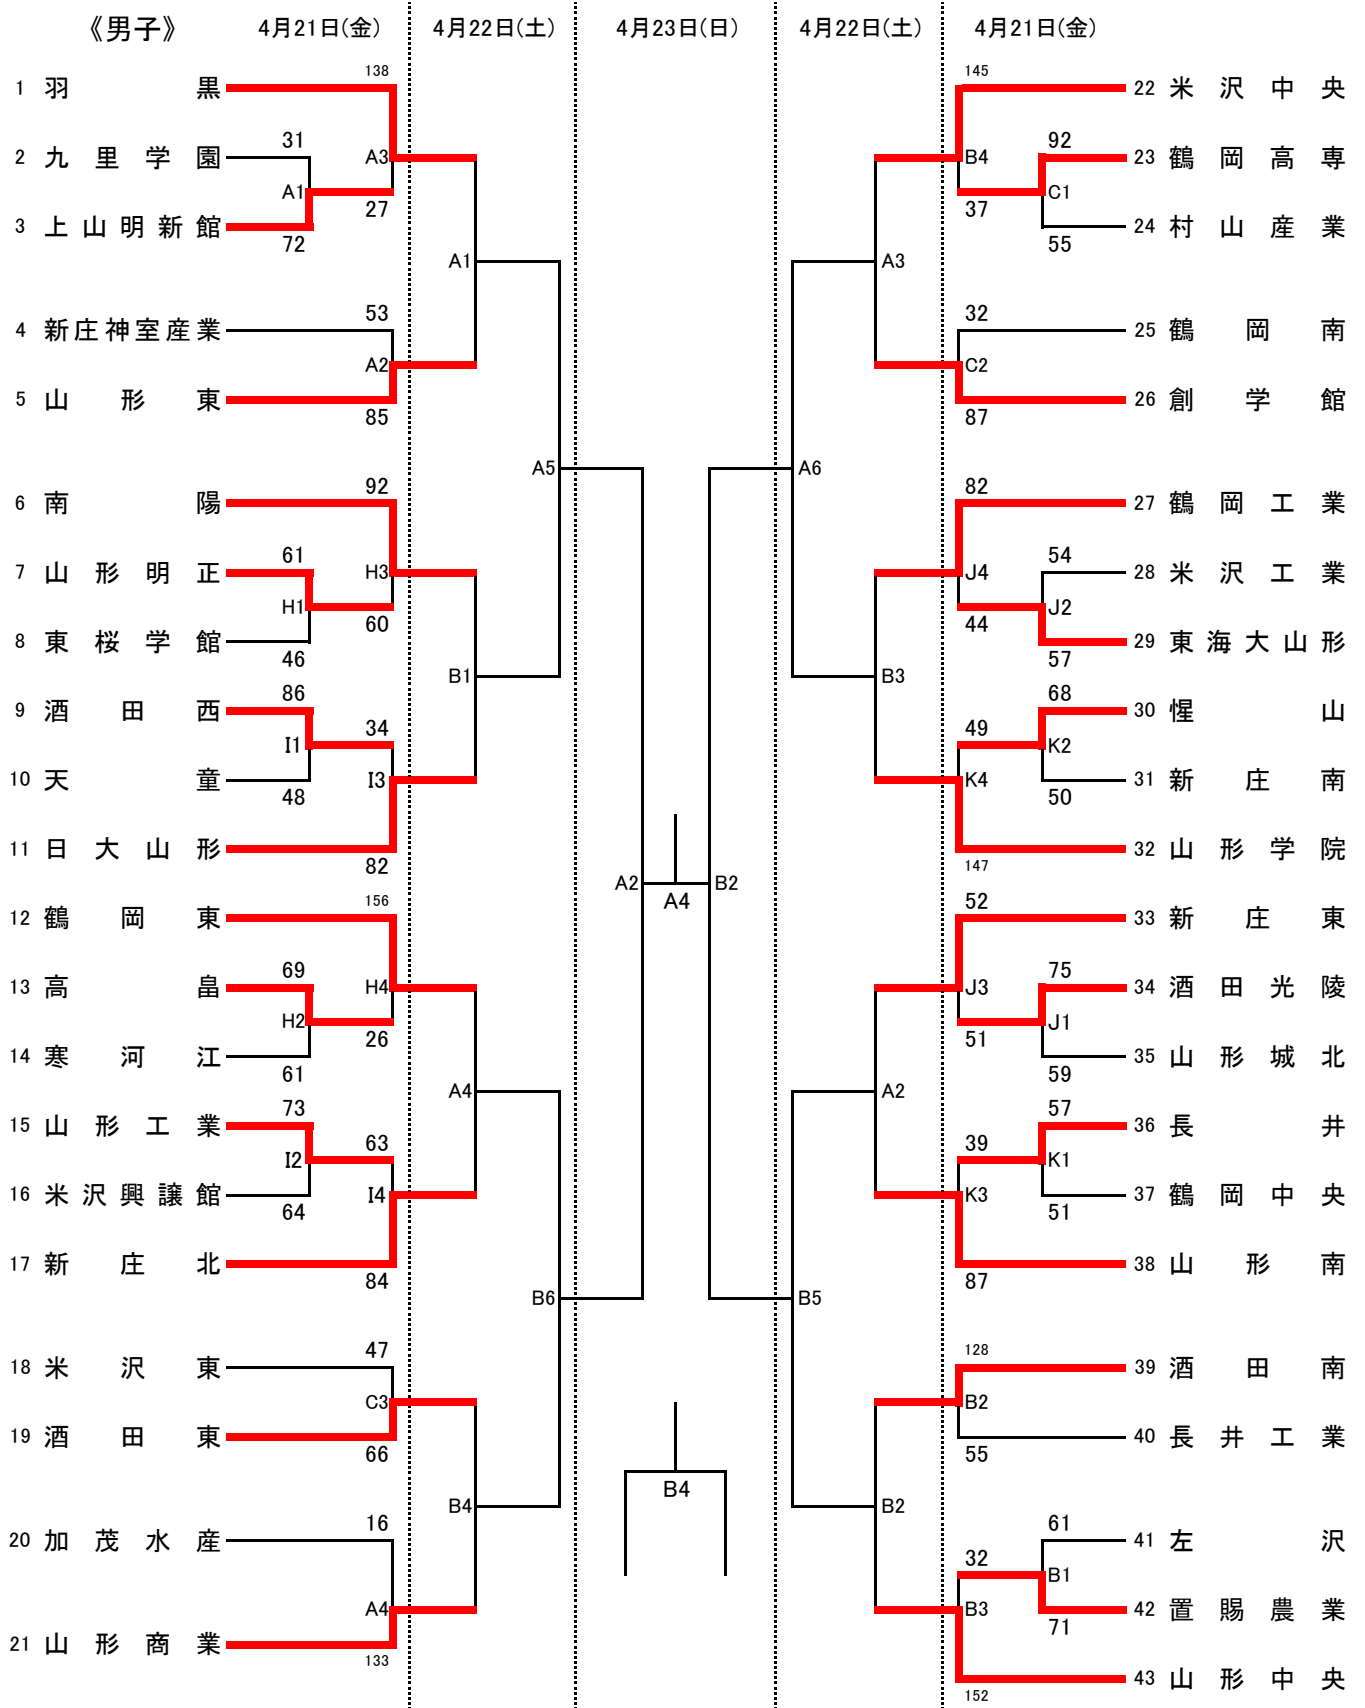 《男子》 4月21日(金) 4月22日(土) 4月23日(日) 4月22日(土) 4月21日(金)
138 145
1 羽黒 22 米沢中央
31 92
2 九里学園 A3 B4 23 鶴岡高専
A1 C1
27 37
3 上山明新館 24 村山産業
72 55
A1 A3
53 32
4 新庄神室産業 25 鶴岡南
A2 C2
5 山形東 26 創学館
85 87
A5 A6
92 82
6 南陽 27 鶴岡工業
61 54
7 山形明正 H3 J4 28 米沢工業
H1 J2
60 44
8 東桜学館 29 東海大山形
46 57
B1 B3
86 68
9 酒田西 30 惺山
34 49
I1 K2
10 天童 I3 K4 31 新庄南
48 50
11 日大山形 32 山形学院
82 147
A2 B2
A4
156 52
12 鶴岡東 33 新庄東
69 75
13 高畠 H4 J3 34 酒田光陵
H2 J1
26 51
14 寒河江 35 山形城北
61 59
A4 A2
73 57
15 山形工業 36 長井
63 39
I2 K1
16 米沢興譲館 I4 K3 37 鶴岡中央
64 51
17 新庄北 38 山形南
84 87
B6 B5
47 128
18 米沢東 39 酒田南
C3 B2
19 酒田東 40 長井工業
66 55
B4
B4 B2
16 61
20 加茂水産 41 左沢
32
B1
A4 B3 42 置賜農業
71
21 山形商業
133
43 山形中央
152